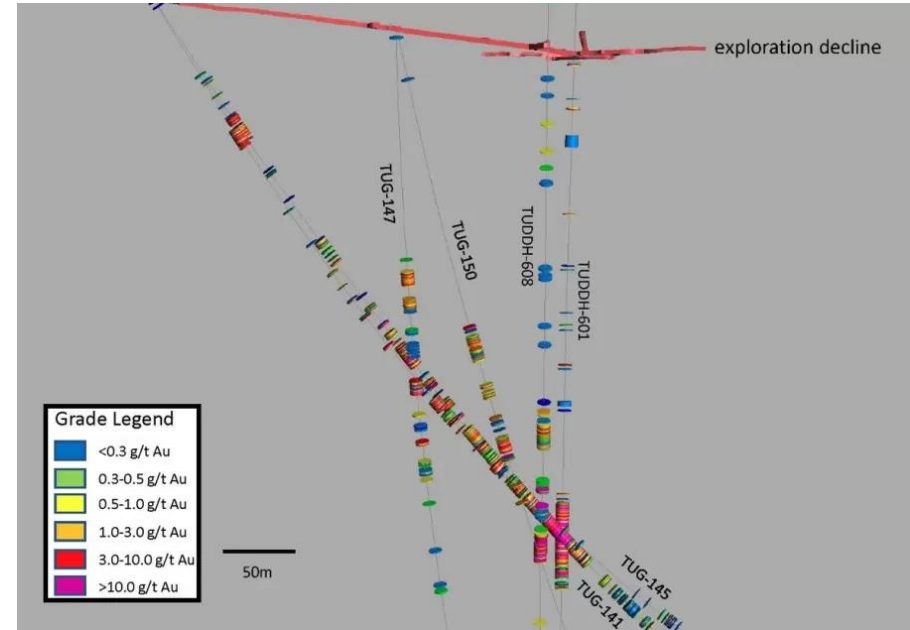 exploration decline
TUG-147
TUG-150
TUDDH-608
TUDDH-601
Grade Legend
<0.3 g/t Au
0.3-0.5 g/t Au
0.5-1.0 g/t Au
1.0-3.0 g/t Au
3.0-10.0 g/t Au
>10.0 g/t Au
50m
TUG-145
TUG-141